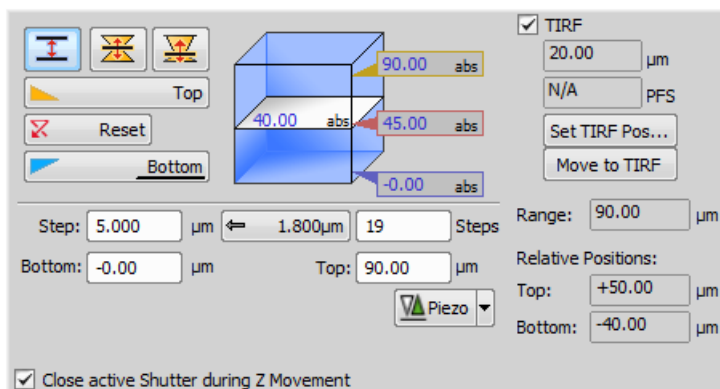 TIRF
90.00 abs
20.00 μm
Top
N/A PFS
40.00 abs
45.00 abs
Reset
Set TIRF Pos...
Bottom
Move to TIRF
-0.00 abs
Step: 5.000 μm 1.800μm 19 Steps
Range: 90.00 μm
Bottom: -0.00 μm Top: 90.00 μm
Relative Positions:
Top: +50.00 μm
Piezo
Bottom: -40.00 μm
Close active Shutter during Z Movement